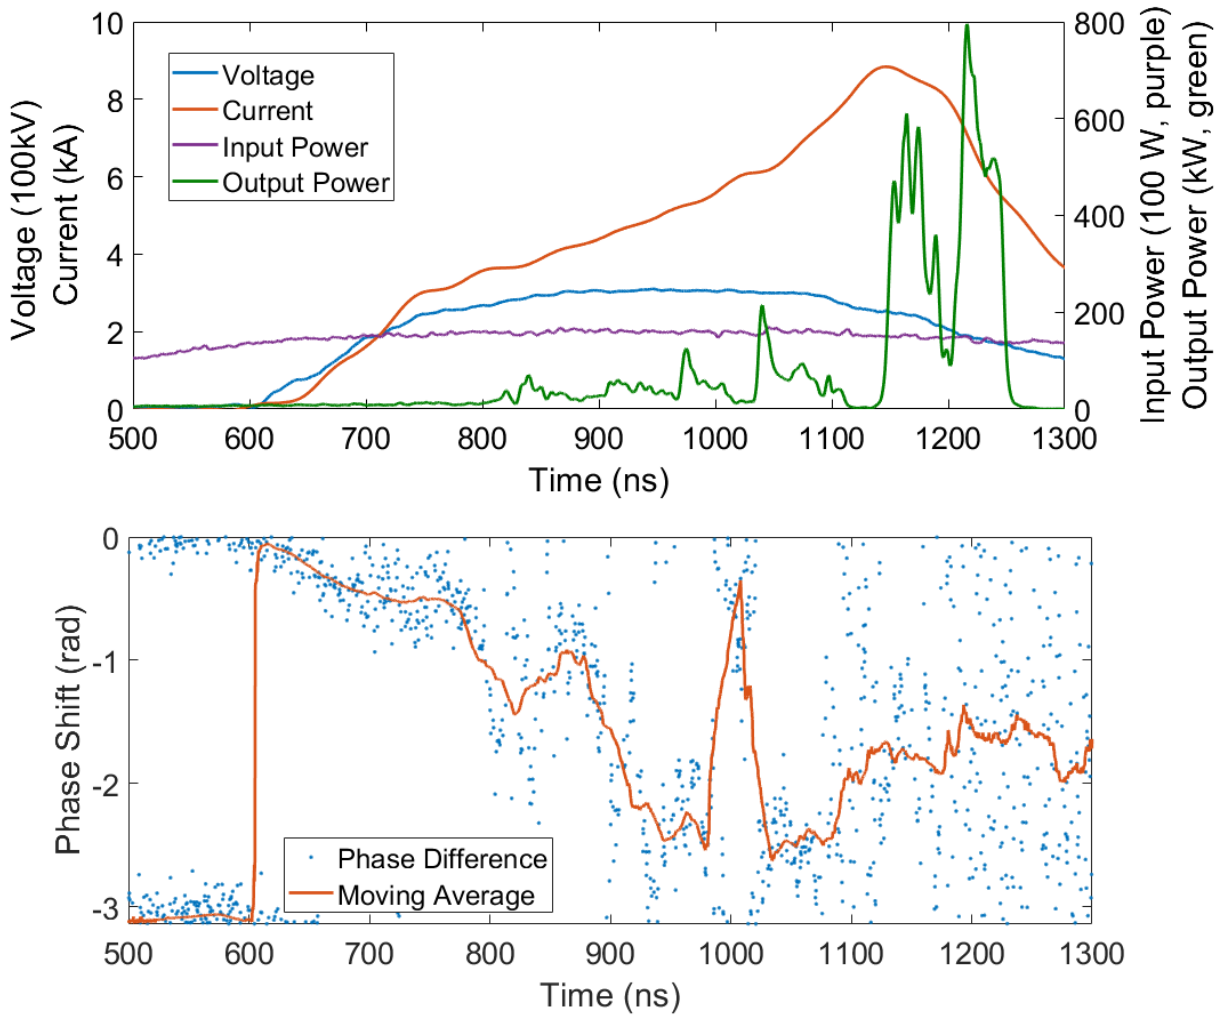 10
8
6
4
2
0
Voltage (100kV)
Current (kA)
Voltage
Current
Input Power
Output Power
800
600
400
200
0
Input Power (100 W, purple)
Output Power (kW, green)
500 600 700 800 900 1000 1100 1200 1300
Time (ns)
0
-1
-2
-3
Phase Shift (rad)
Phase Difference
Moving Average
500 600 700 800 900 1000 1100 1200 1300
Time (ns)